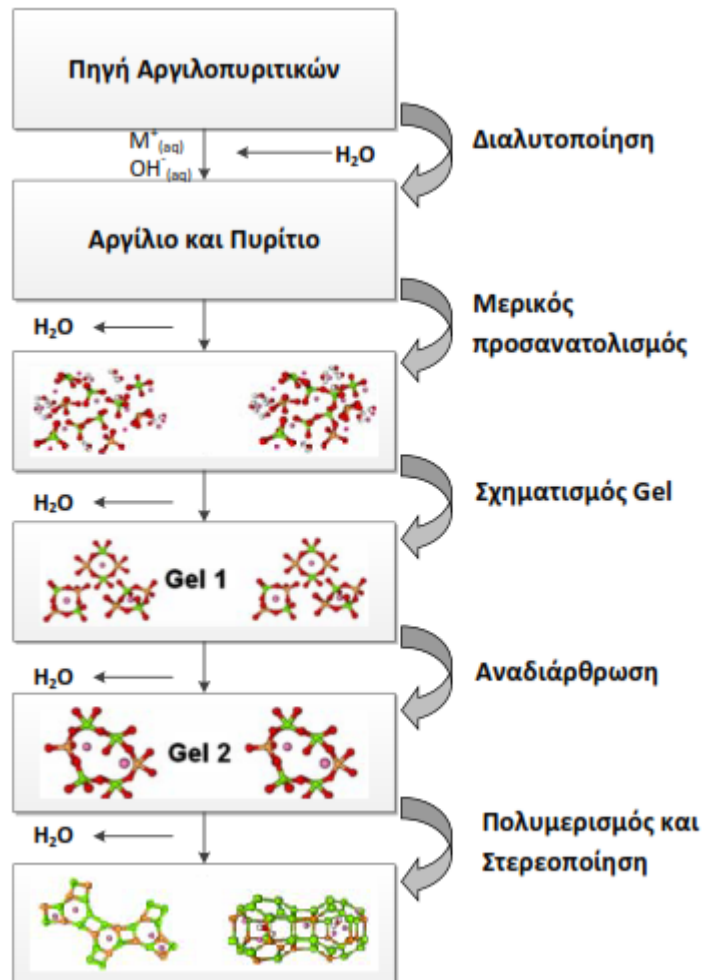 Πηγή Αργιλοπυριτικών
M⁺(aq)
OH⁻(aq)
H₂O
Διαλυτοποίηση
Αργίλιο και Πυρίτιο
H₂O
Μερικός
προσανατολισμός
H₂O
Σχηματισμός Gel
Gel 1
H₂O
Αναδιάρθρωση
Gel 2
H₂O
Πολυμερισμός και
Στερεοποίηση